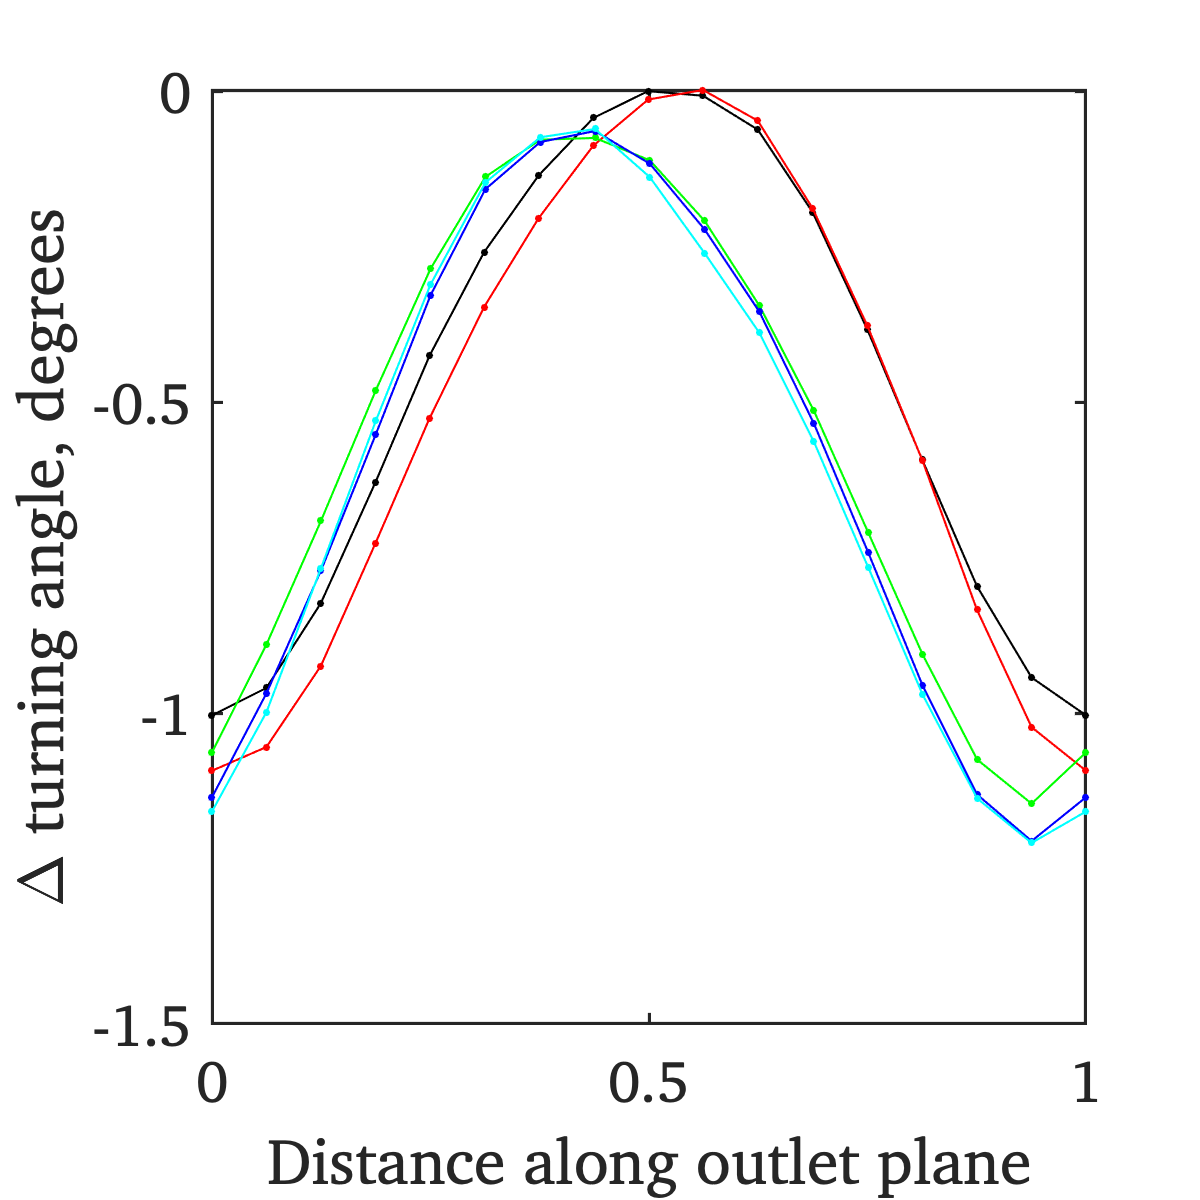 Δ turning angle, degrees
0
-0.5
-1
-1.5
0 0.5 1
Distance along outlet plane